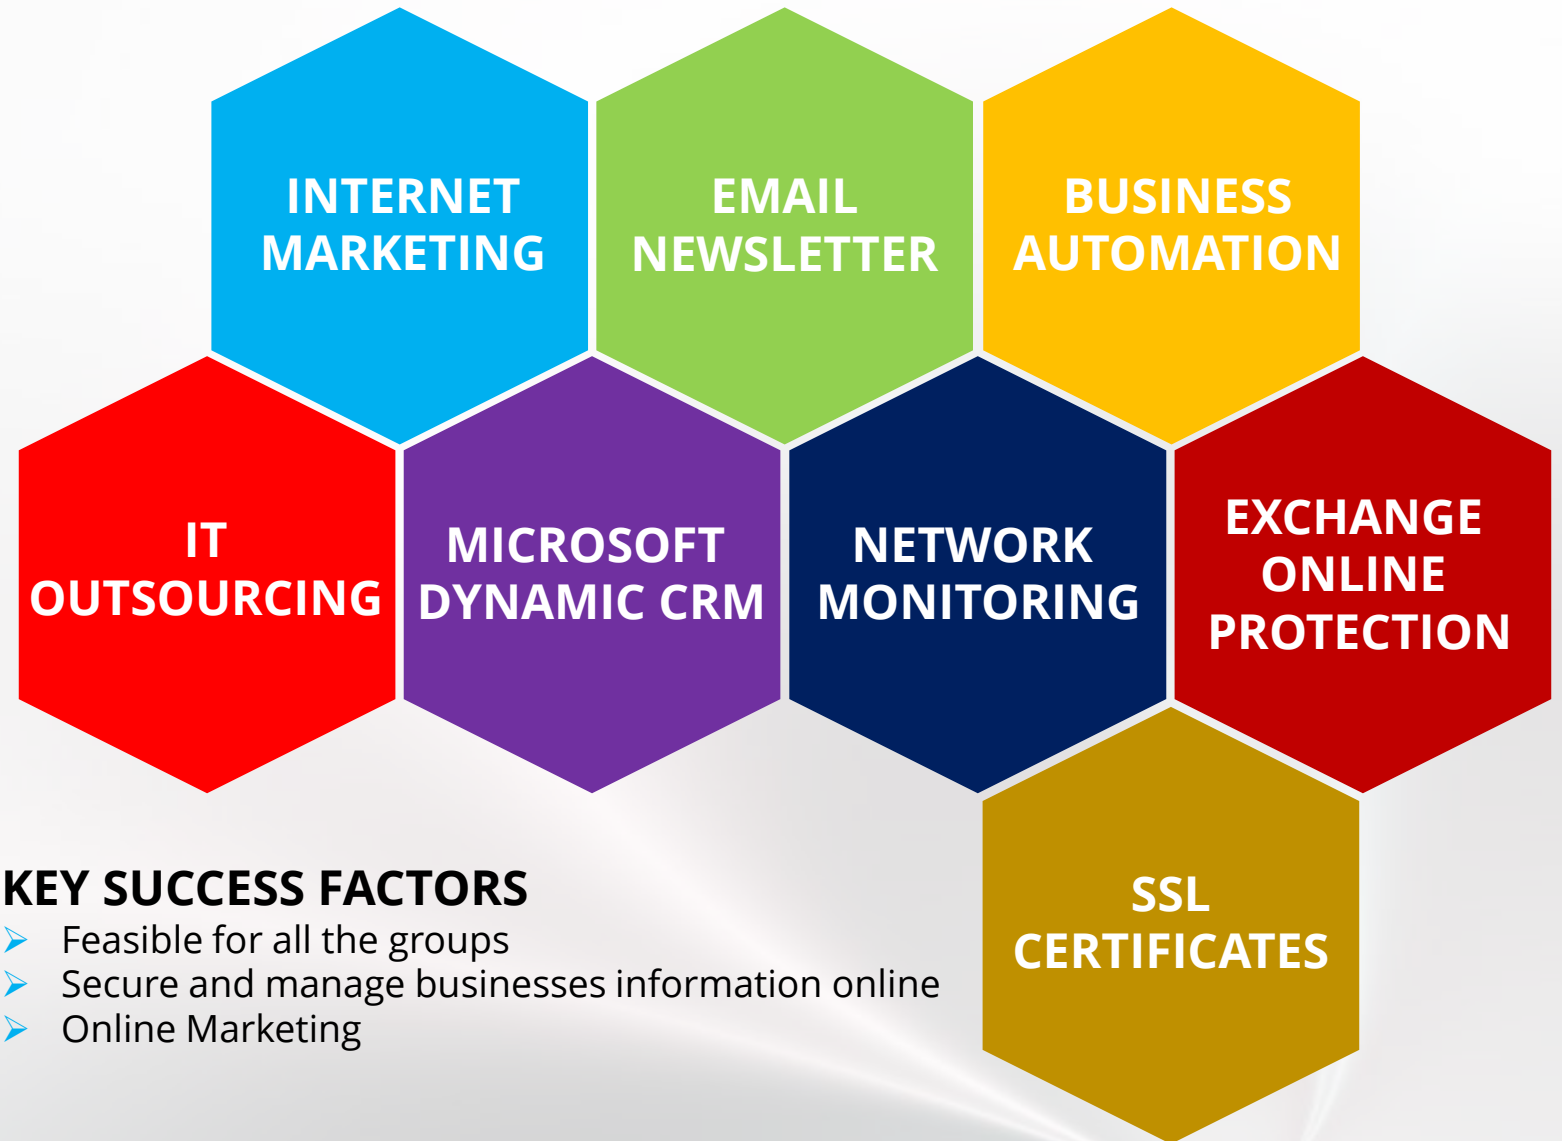 INTERNET
MARKETING
EMAIL
NEWSLETTER
BUSINESS
AUTOMATION
IT
OUTSOURCING
MICROSOFT
DYNAMIC CRM
NETWORK
MONITORING
EXCHANGE
ONLINE
PROTECTION
SSL
CERTIFICATES
KEY SUCCESS FACTORS
Feasible for all the groups
Secure and manage businesses information online
Online Marketing